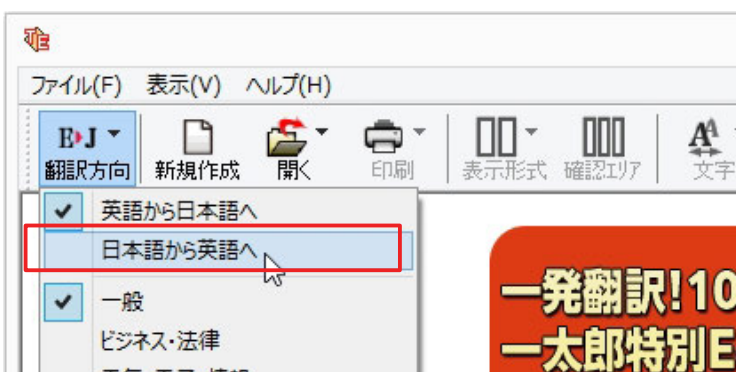 ファイル(F) 表示(V) ヘルプ(H)
E▸J
翻訳方向 新規作成 開く 印刷 表示形式 確認エリア 文字
英語から日本語へ
日本語から英語へ
一般
ビジネス・法律
一発翻訳!10
一太郎特別E